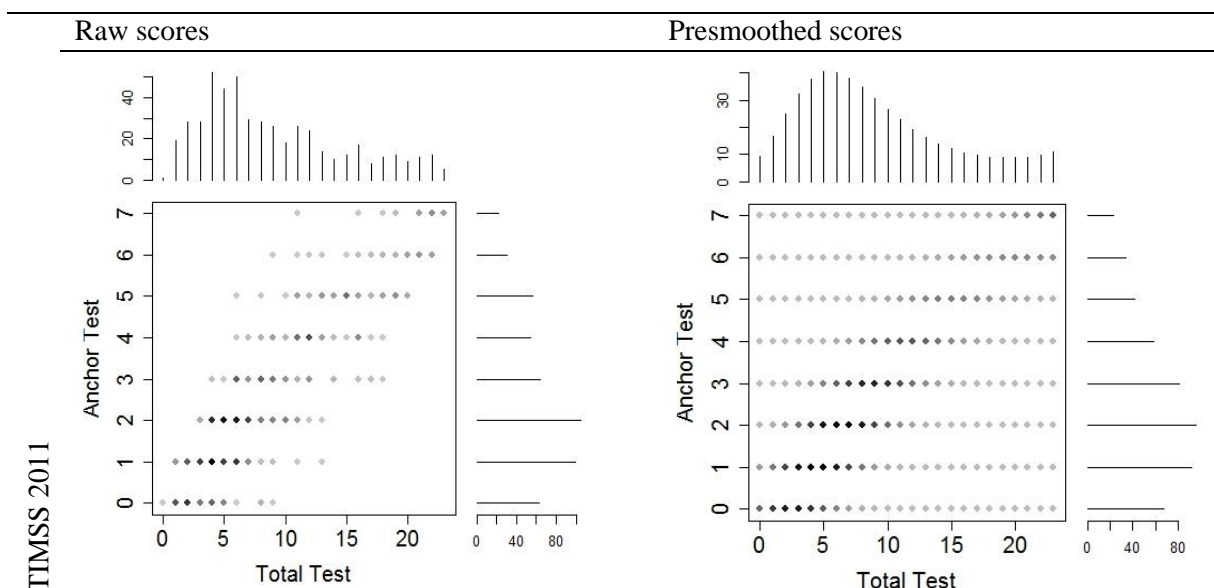 Raw scores Presmoothed scores
TIMSS 2011
0 20 40
Anchor Test
0 1 2 3 4 5 6 7
0 5 10 15 20
Total Test
0 40 80
0 10 30
Anchor Test
0 1 2 3 4 5 6 7
0 5 10 15 20
Total Test
0 40 80